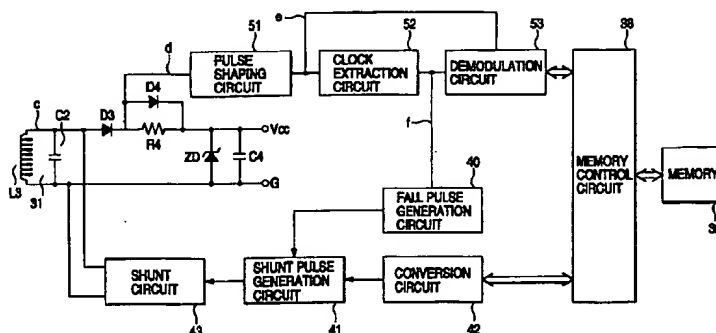 e
51
52
53
38
d
PULSE
SHAPING
CIRCUIT
CLOCK
EXTRACTION
CIRCUIT
DEMODULATION
CIRCUIT
D4
c
C2
D3
R4
Vcc
f
ZD
C4
40
L3
31
G
FALL PULSE
GENERATION
CIRCUIT
MEMORY
CONTROL
CIRCUIT
MEMORY
SHUNT
CIRCUIT
SHUNT PULSE
GENERATION
CIRCUIT
CONVERSION
CIRCUIT
43
41
42